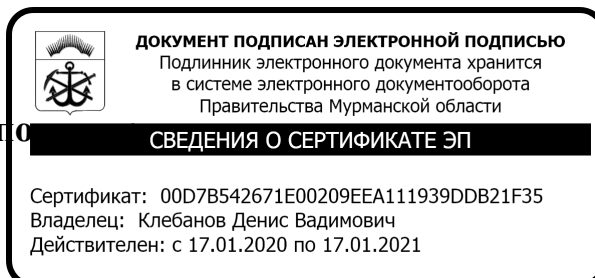 ДОКУМЕНТ ПОДПИСАН ЭЛЕКТРОННОЙ ПОДПИСЬЮ
Подлинник электронного документа хранится
в системе электронного документооборота
Правительства Мурманской области
СВЕДЕНИЯ О СЕРТИФИКАТЕ ЭП
Сертификат: 00D7B542671E00209EEA111939DDB21F35
Владелец: Клебанов Денис Вадимович
Действителен: с 17.01.2020 по 17.01.2021